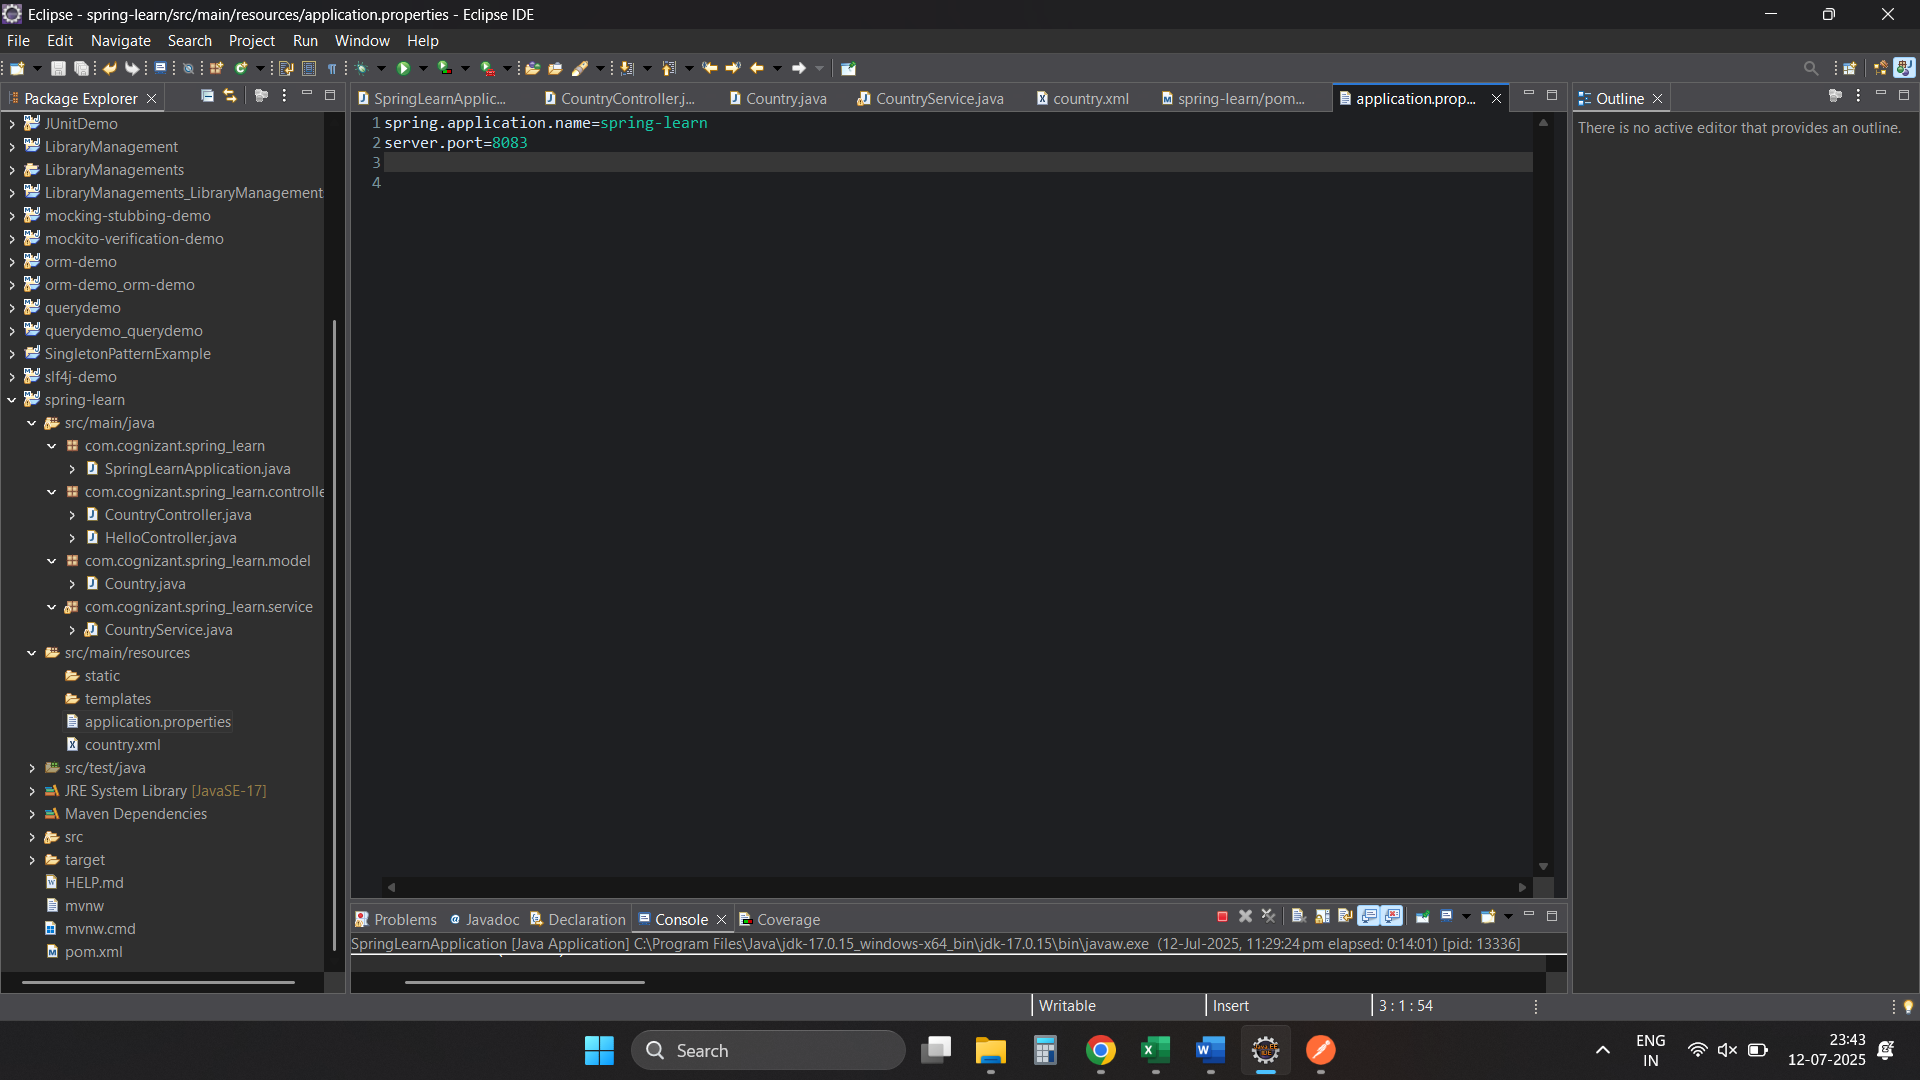 Eclipse - spring-learn/src/main/resources/application.properties - Eclipse IDE
File Edit Navigate Search Project Run Window Help
Package Explorer
JUnitDemo
LibraryManagement
LibraryManagements
LibraryManagements_LibraryManagement
mocking-stubbing-demo
mockito-verification-demo
orm-demo
orm-demo_orm-demo
querydemo
querydemo_querydemo
SingletonPatternExample
slf4j-demo
spring-learn
src/main/java
com.cognizant.spring_learn
SpringLearnApplication.java
com.cognizant.spring_learn.controlle
CountryController.java
HelloController.java
com.cognizant.spring_learn.model
Country.java
com.cognizant.spring_learn.service
CountryService.java
src/main/resources
static
templates
application.properties
country.xml
src/test/java
JRE System Library [JavaSE-17]
Maven Dependencies
src
target
HELP.md
mvnw
mvnw.cmd
pom.xml
SpringLearnApplic... CountryController.j... Country.java CountryService.java country.xml spring-learn/pom... application.prop...
1 spring.application.name=spring-learn
2 server.port=8083
3
4
Outline
There is no active editor that provides an outline.
Problems Javadoc Declaration Console Coverage
SpringLearnApplication [Java Application] C:\Program Files\Java\jdk-17.0.15_windows-x64_bin\jdk-17.0.15\bin\javaw.exe (12-Jul-2025, 11:29:24 pm elapsed: 0:14:01) [pid: 13336]
Writable Insert 3 : 1 : 54
Search
ENG
IN
23:43
12-07-2025